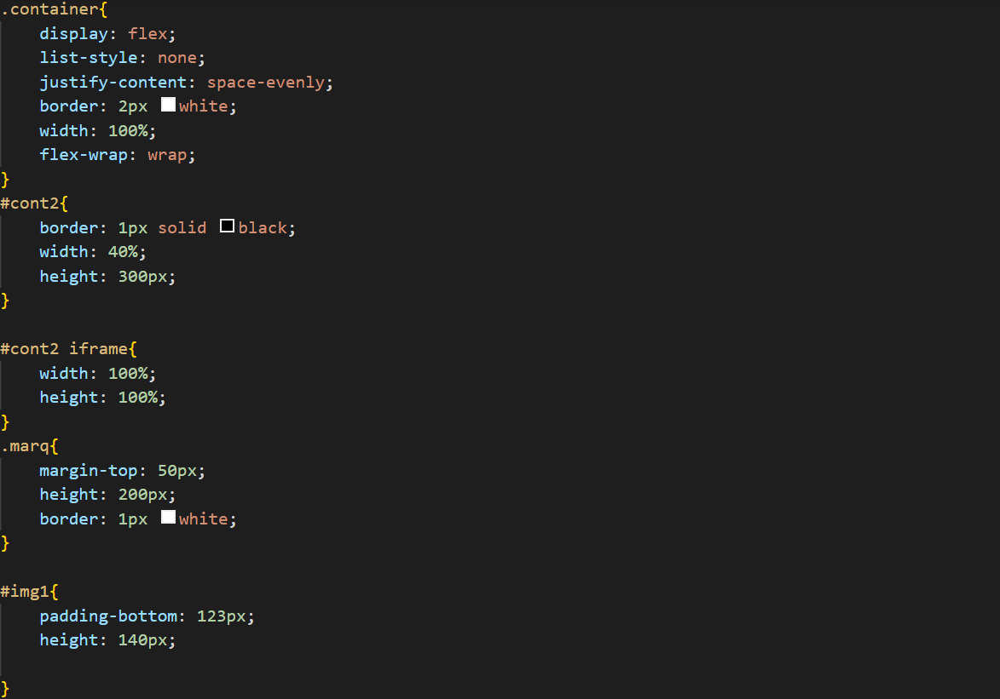 .container{
    display: flex;
    list-style: none;
    justify-content: space-evenly;
    border: 2px white;
    width: 100%;
    flex-wrap: wrap;
}
#cont2{
    border: 1px solid black;
    width: 40%;
    height: 300px;
}
#cont2 iframe{
    width: 100%;
    height: 100%;
}
.marq{
    margin-top: 50px;
    height: 200px;
    border: 1px white;
}
#img1{
    padding-bottom: 123px;
    height: 140px;
}